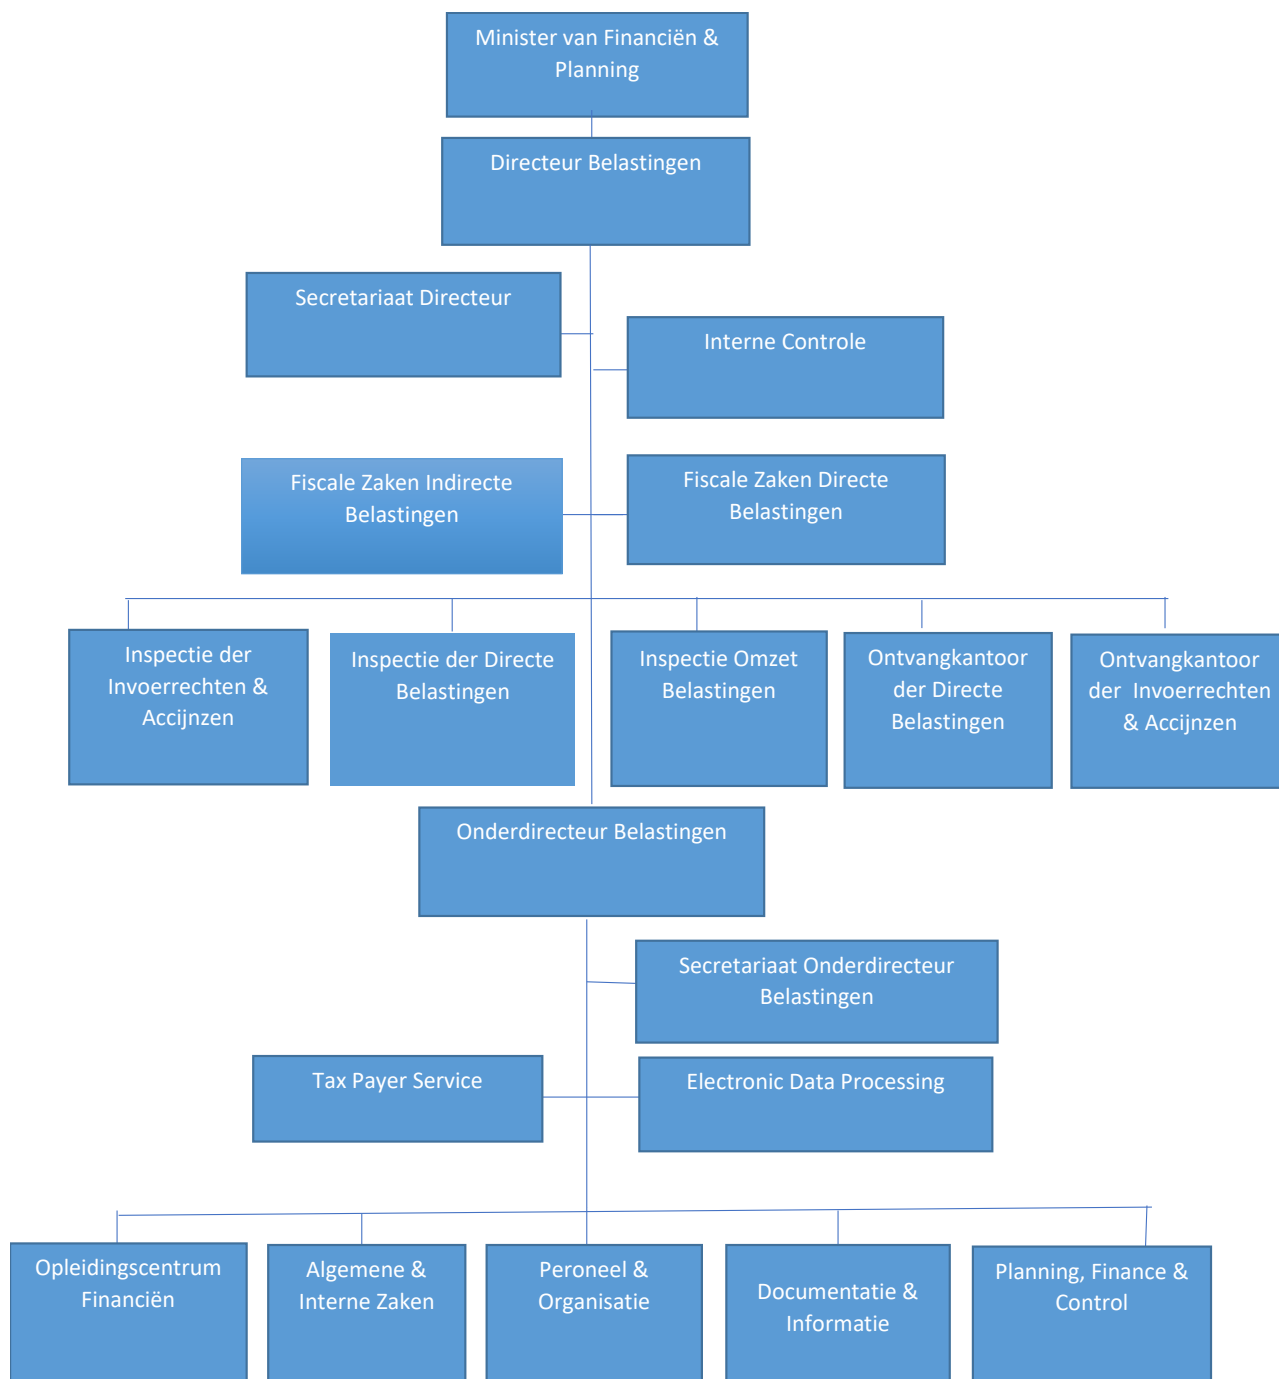 Minister van Financiën &
Planning
Directeur Belastingen
Secretariaat Directeur
Interne Controle
Fiscale Zaken Indirecte
Belastingen
Fiscale Zaken Directe
Belastingen
Inspectie der
Invoerrechten &
Accijnzen
Inspectie der Directe
Belastingen
Inspectie Omzet
Belastingen
Ontvangkantoor
der Directe
Belastingen
Ontvangkantoor
der Invoerrechten
& Accijnzen
Onderdirecteur Belastingen
Secretariaat Onderdirecteur
Belastingen
Tax Payer Service
Electronic Data Processing
Opleidingscentrum
Financiën
Algemene &
Interne Zaken
Peroneel &
Organisatie
Documentatie &
Informatie
Planning, Finance &
Control